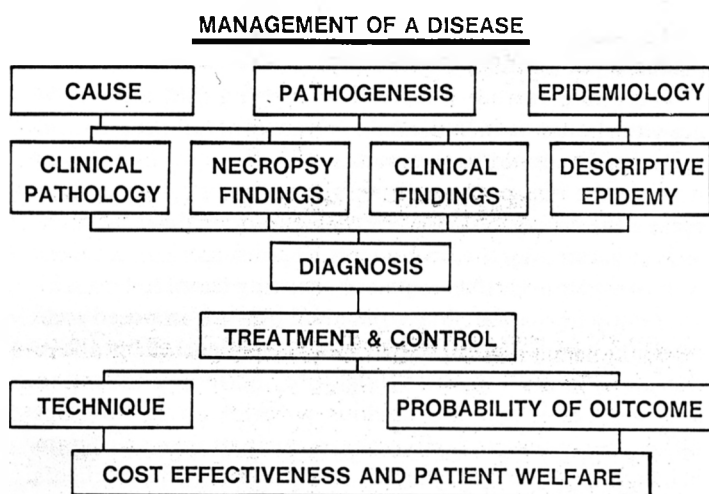 MANAGEMENT OF A DISEASE
CAUSE
PATHOGENESIS
EPIDEMIOLOGY
CLINICAL
PATHOLOGY
NECROPSY
FINDINGS
CLINICAL
FINDINGS
DESCRIPTIVE
EPIDEMY
DIAGNOSIS
TREATMENT & CONTROL
TECHNIQUE
PROBABILITY OF OUTCOME
COST EFFECTIVENESS AND PATIENT WELFARE